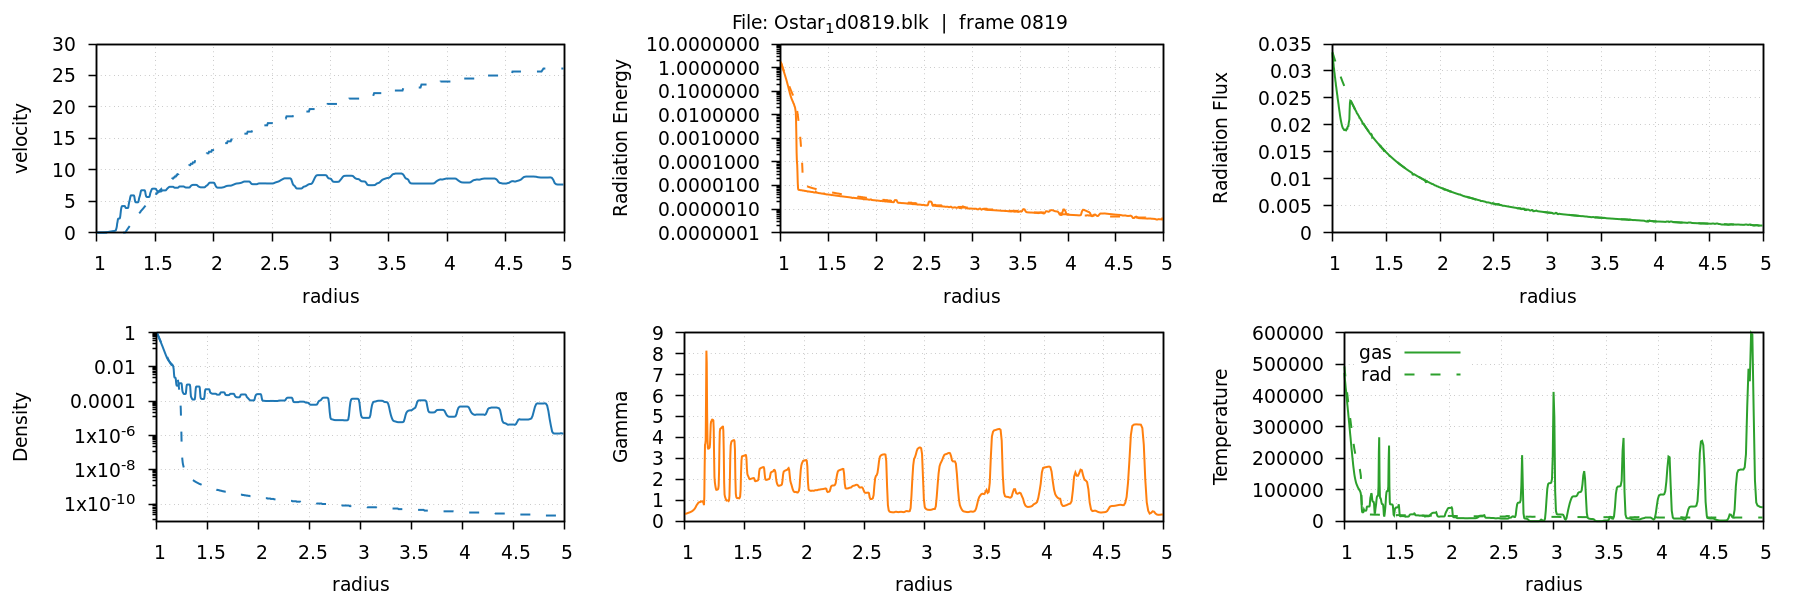 File: Ostar1d0819.blk | frame 0819
velocity
30
25
20
15
10
5
0
1 1.5 2 2.5 3 3.5 4 4.5 5
radius
Radiation Energy
10.0000000
1.0000000
0.1000000
0.0100000
0.0010000
0.0001000
0.0000100
0.0000010
0.0000001
1 1.5 2 2.5 3 3.5 4 4.5 5
radius
Radiation Flux
0.035
0.03
0.025
0.02
0.015
0.01
0.005
0
1 1.5 2 2.5 3 3.5 4 4.5 5
radius
Density
1
0.01
0.0001
1x10-6
1x10-8
1x10-10
1 1.5 2 2.5 3 3.5 4 4.5 5
radius
Gamma
9
8
7
6
5
4
3
2
1
0
1 1.5 2 2.5 3 3.5 4 4.5 5
radius
Temperature
600000
500000
400000
300000
200000
100000
0
gas
rad
1 1.5 2 2.5 3 3.5 4 4.5 5
radius